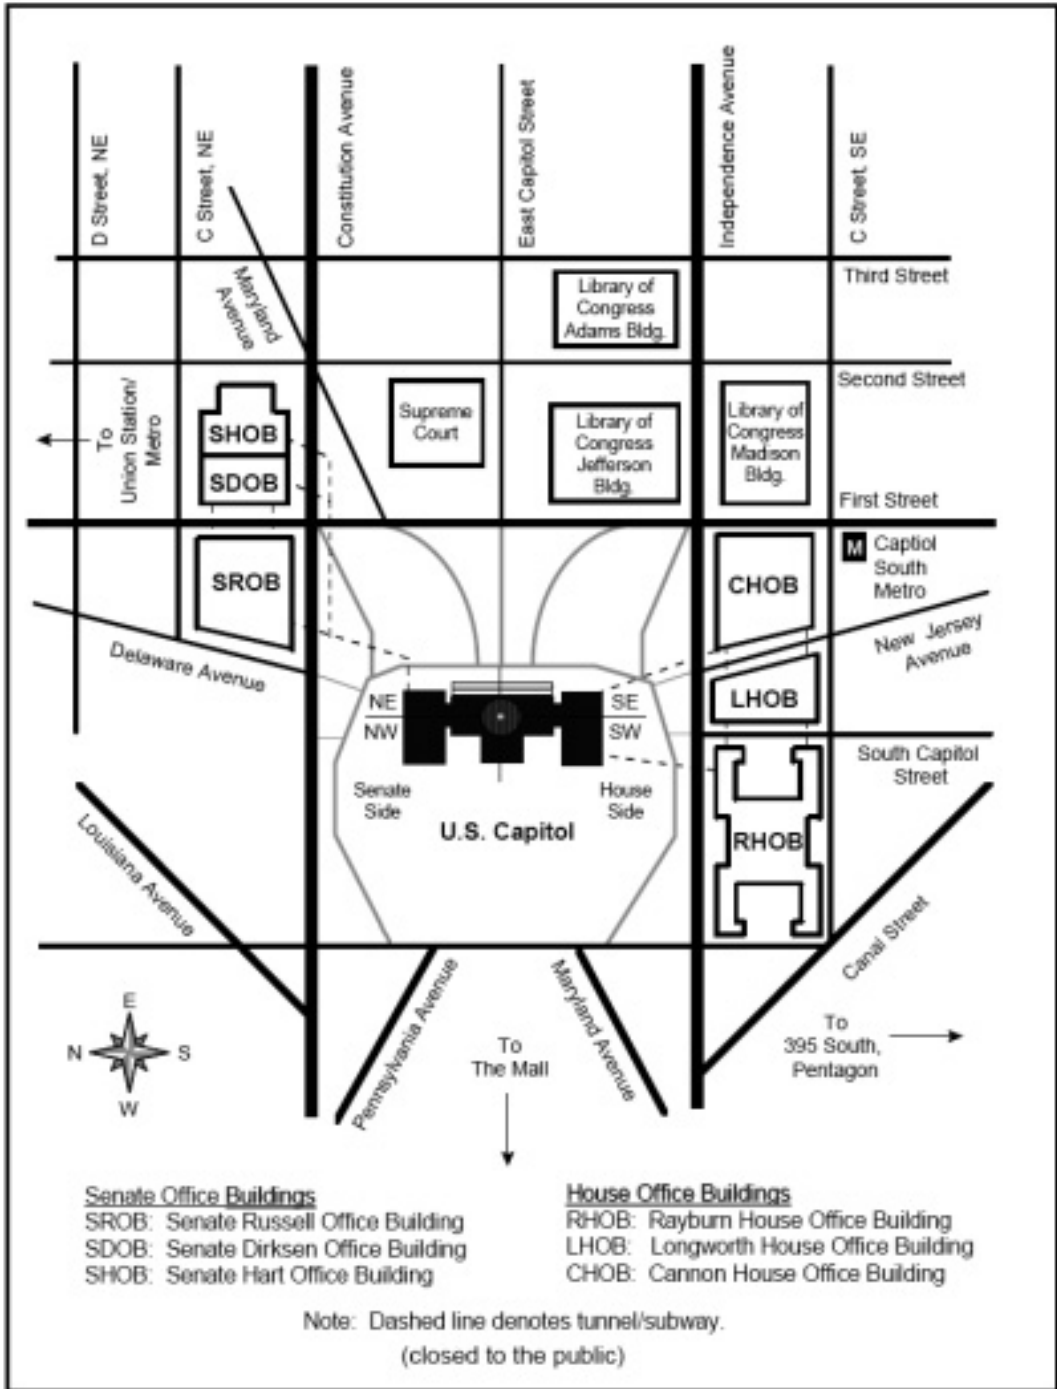 D Street, NE
C Street, NE
Constitution Avenue
East Capitol Street
Independence Avenue
C Street, SE
Maryland
Avenue
Third Street
Library of
Congress
Adams Bldg.
Second Street
To
Union Station/
Metro
SHOB
SDOB
Supreme
Court
Library of
Congress
Jefferson
Bldg.
Library of
Congress
Madison
Bldg.
First Street
SROB
CHOB
M
Captiol
South
Metro
Delaware Avenue
New Jersey
Avenue
NE
NW
SE
SW
LHOB
South Capitol
Street
Senate
Side
House
Side
U.S. Capitol
RHOB
Louisiana Avenue
Canal Street
Pennsylvania Avenue
Maryland Avenue
E
N
S
W
To
The Mall
To
395 South,
Pentagon
Senate Office Buildings
SROB: Senate Russell Office Building
SDOB: Senate Dirksen Office Building
SHOB: Senate Hart Office Building
House Office Buildings
RHOB: Rayburn House Office Building
LHOB: Longworth House Office Building
CHOB: Cannon House Office Building
Note: Dashed line denotes tunnel/subway.
(closed to the public)